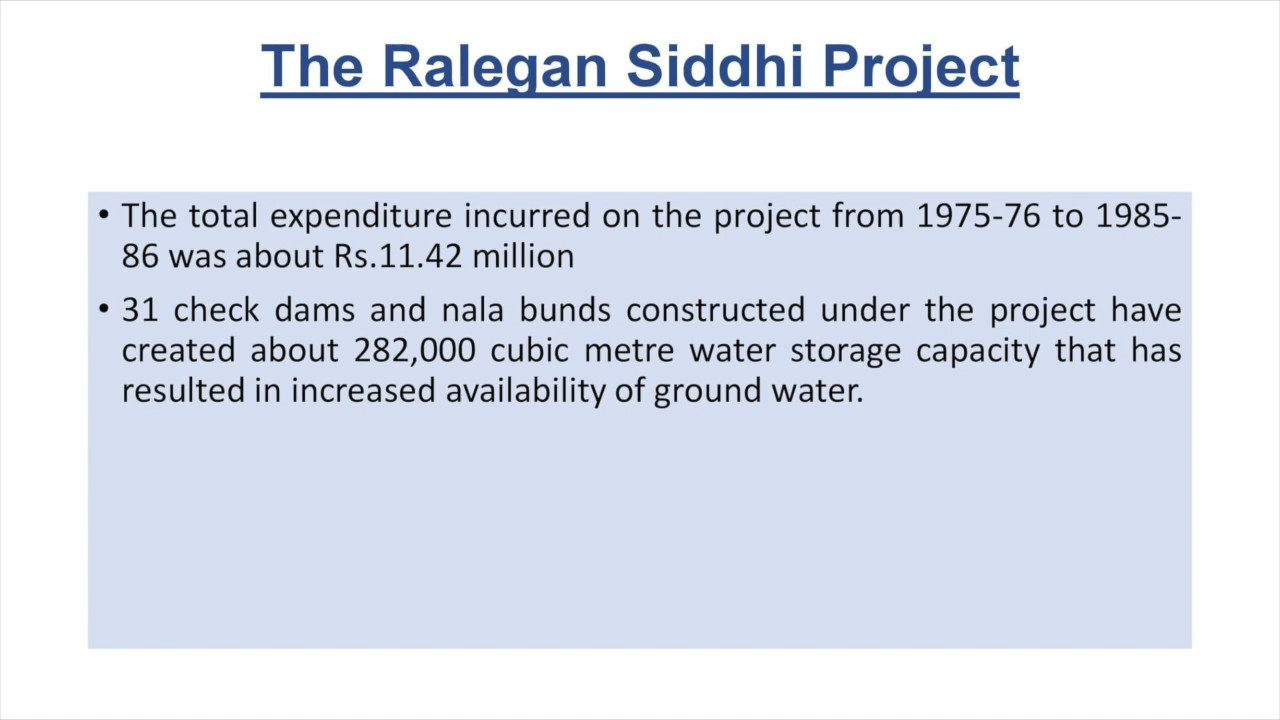 The Ralegan Siddhi Project
• The total expenditure incurred on the project from 1975-76 to 1985-
86 was about Rs.11.42 million
• 31 check dams and nala bunds constructed under the project have
created about 282,000 cubic metre water storage capacity that has
resulted in increased availability of ground water.